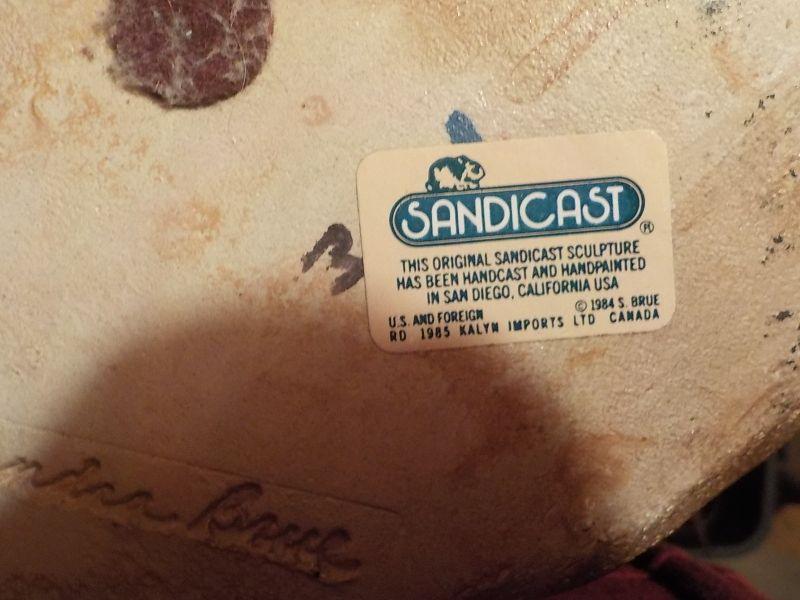 SANDICAST ®
THIS ORIGINAL SANDICAST SCULPTURE
HAS BEEN HANDCAST AND HANDPAINTED
IN SAN DIEGO, CALIFORNIA USA
© 1984 S. BRUE
U.S. AND FOREIGN
RD 1985 KALYN IMPORTS LTD CANADA
Brue